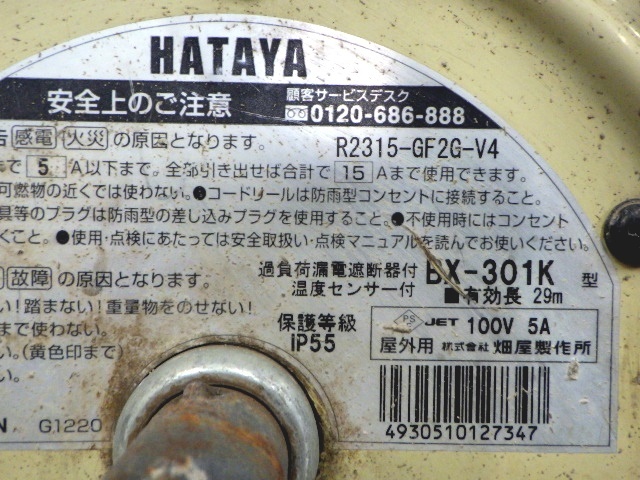 HATAYA
安全上のご注意
顧客サービスデスク
0120-686-888
感電 火災 の原因となります。
R2315-GF2G-V4
で 5 A以下まで。全部引き出せば合計で 15 Aまで使用できます。
可燃物の近くでは使わない。●コードリールは防雨型コンセントに接続すること。
具等のプラグは防雨型の差し込みプラグを使用すること。●不使用時にはコンセント
くこと。●使用・点検にあたっては安全取扱い・点検マニュアルを読んでお使いください。
故障 の原因となります。
い!踏まない!重量物をのせない!
まで使わない。
い。(黄色印まで)
過負荷漏電遮断器付
温度センサー付
BX-301K 型
■有効長 29m
保護等級
IP55
PS
E JET 100V 5A
屋外用 株式会社 畑屋製作所
4930510127347
N G1220